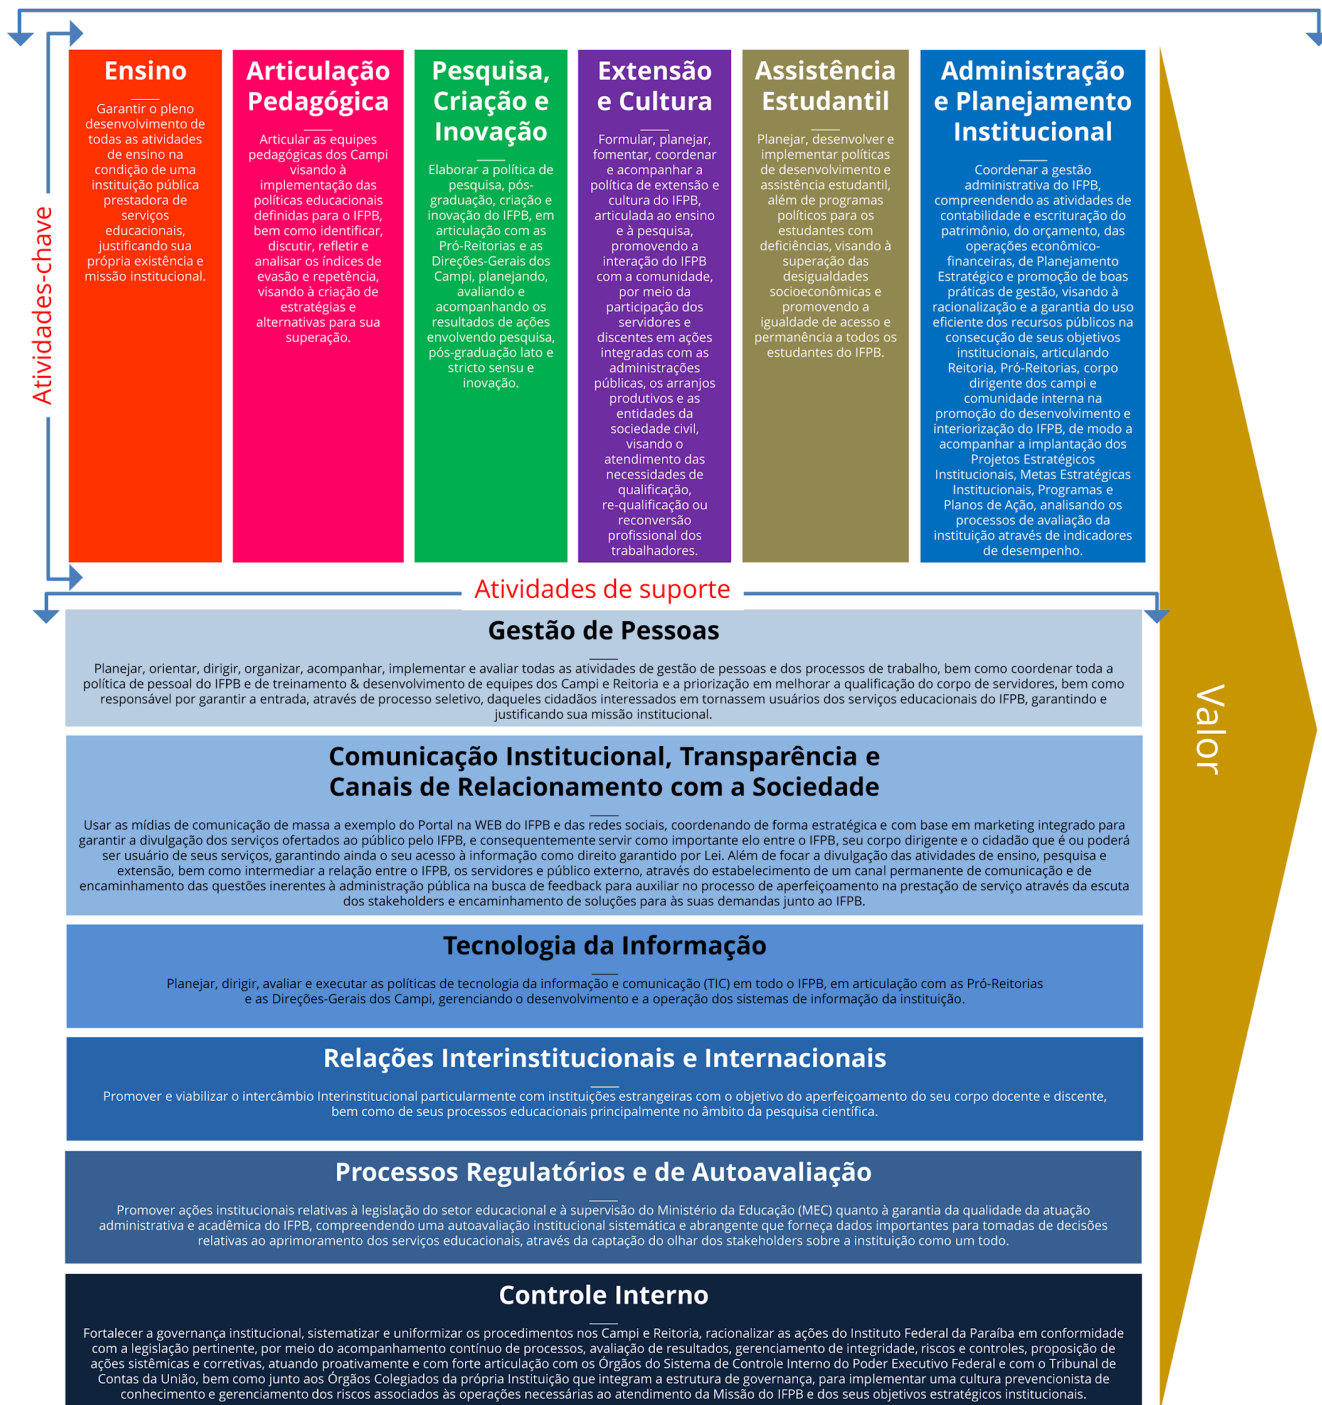 Atividades-chave
Ensino
Garantir o pleno
desenvolvimento de
todas as atividades
de ensino na
condição de uma
instituição pública
prestadora de
serviços
educacionais,
justificando sua
própria existência e
missão institucional.
Articulação
Pedagógica
Articular as equipes
pedagógicas dos Campi
visando à
implementação das
políticas educacionais
definidas para o IFPB,
bem como identificar,
discutir, refletir e
analisar os índices de
evasão e repetência,
visando à criação de
estratégias e
alternativas para sua
superação.
Pesquisa,
Criação e
Inovação
Elaborar a política de
pesquisa, pós-
graduação, criação e
inovação do IFPB, em
articulação com as
Pró-Reitorias e as
Direções-Gerais dos
Campi, planejando,
avaliando e
acompanhando os
resultados de ações
envolvendo pesquisa,
pós-graduação lato e
stricto sensu e
inovação.
Extensão
e Cultura
Formular, planejar,
fomentar, coordenar
e acompanhar a
política de extensão e
cultura do IFPB,
articulada ao ensino
e à pesquisa,
promovendo a
interação do IFPB
com a comunidade,
por meio da
participação dos
servidores e
discentes em ações
integradas com as
administrações
públicas, os arranjos
produtivos e as
entidades da
sociedade civil,
visando o
atendimento das
necessidades de
qualificação,
re-qualificação ou
reconversão
profissional dos
trabalhadores.
Assistência
Estudantil
Planejar, desenvolver e
implementar políticas
de desenvolvimento e
assistência estudantil,
além de programas
políticos para os
estudantes com
deficiências, visando à
superação das
desigualdades
socioeconômicas e
promovendo a
igualdade de acesso e
permanência a todos os
estudantes do IFPB.
Administração
e Planejamento
Institucional
Coordenar a gestão
administrativa do IFPB,
compreendendo as atividades de
contabilidade e escrituração do
patrimônio, do orçamento, das
operações econômico-
financeiras, de Planejamento
Estratégico e promoção de boas
práticas de gestão, visando à
racionalização e a garantia do uso
eficiente dos recursos públicos na
consecução de seus objetivos
institucionais, articulando
Reitoria, Pró-Reitorias, corpo
dirigente dos campi e
comunidade interna na
promoção do desenvolvimento e
interiorização do IFPB, de modo a
acompanhar a implantação dos
Projetos Estratégicos
Institucionais, Metas Estratégicas
Institucionais, Programas e
Planos de Ação, analisando os
processos de avaliação da
instituição através de indicadores
de desempenho.
Atividades de suporte
Gestão de Pessoas
Planejar, orientar, dirigir, organizar, acompanhar, implementar e avaliar todas as atividades de gestão de pessoas e dos processos de trabalho, bem como coordenar toda a
política de pessoal do IFPB e de treinamento & desenvolvimento de equipes dos Campi e Reitoria e a priorização em melhorar a qualificação do corpo de servidores, bem como
responsável por garantir a entrada, através de processo seletivo, daqueles cidadãos interessados em tornassem usuários dos serviços educacionais do IFPB, garantindo e
justificando sua missão institucional.
Comunicação Institucional, Transparência e
Canais de Relacionamento com a Sociedade
Usar as mídias de comunicação de massa a exemplo do Portal na WEB do IFPB e das redes sociais, coordenando de forma estratégica e com base em marketing integrado para
garantir a divulgação dos serviços ofertados ao público pelo IFPB, e consequentemente servir como importante elo entre o IFPB, seu corpo dirigente e o cidadão que é ou poderá
ser usuário de seus serviços, garantindo ainda o seu acesso à informação como direito garantido por Lei. Além de focar a divulgação das atividades de ensino, pesquisa e
extensão, bem como intermediar a relação entre o IFPB, os servidores e público externo, através do estabelecimento de um canal permanente de comunicação e de
encaminhamento das questões inerentes à administração pública na busca de feedback para auxiliar no processo de aperfeiçoamento na prestação de serviço através da escuta
dos stakeholders e encaminhamento de soluções para às suas demandas junto ao IFPB.
Tecnologia da Informação
Planejar, dirigir, avaliar e executar as políticas de tecnologia da informação e comunicação (TIC) em todo o IFPB, em articulação com as Pró-Reitorias
e as Direções-Gerais dos Campi, gerenciando o desenvolvimento e a operação dos sistemas de informação da instituição.
Relações Interinstitucionais e Internacionais
Promover e viabilizar o intercâmbio Interinstitucional particularmente com instituições estrangeiras com o objetivo do aperfeiçoamento do seu corpo docente e discente,
bem como de seus processos educacionais principalmente no âmbito da pesquisa científica.
Processos Regulatórios e de Autoavaliação
Promover ações institucionais relativas à legislação do setor educacional e à supervisão do Ministério da Educação (MEC) quanto à garantia da qualidade da atuação
administrativa e acadêmica do IFPB, compreendendo uma autoavaliação institucional sistemática e abrangente que forneça dados importantes para tomadas de decisões
relativas ao aprimoramento dos serviços educacionais, através da captação do olhar dos stakeholders sobre a instituição como um todo.
Controle Interno
Fortalecer a governança institucional, sistematizar e uniformizar os procedimentos nos Campi e Reitoria, racionalizar as ações do Instituto Federal da Paraíba em conformidade
com a legislação pertinente, por meio do acompanhamento contínuo de processos, avaliação de resultados, gerenciamento de integridade, riscos e controles, proposição de
ações sistêmicas e corretivas, atuando proativamente e com forte articulação com os Órgãos do Sistema de Controle Interno do Poder Executivo Federal e com o Tribunal de
Contas da União, bem como junto aos Órgãos Colegiados da própria Instituição que integram a estrutura de governança, para implementar uma cultura prevencionista de
conhecimento e gerenciamento dos riscos associados às operações necessárias ao atendimento da Missão do IFPB e dos seus objetivos estratégicos institucionais.
Valor